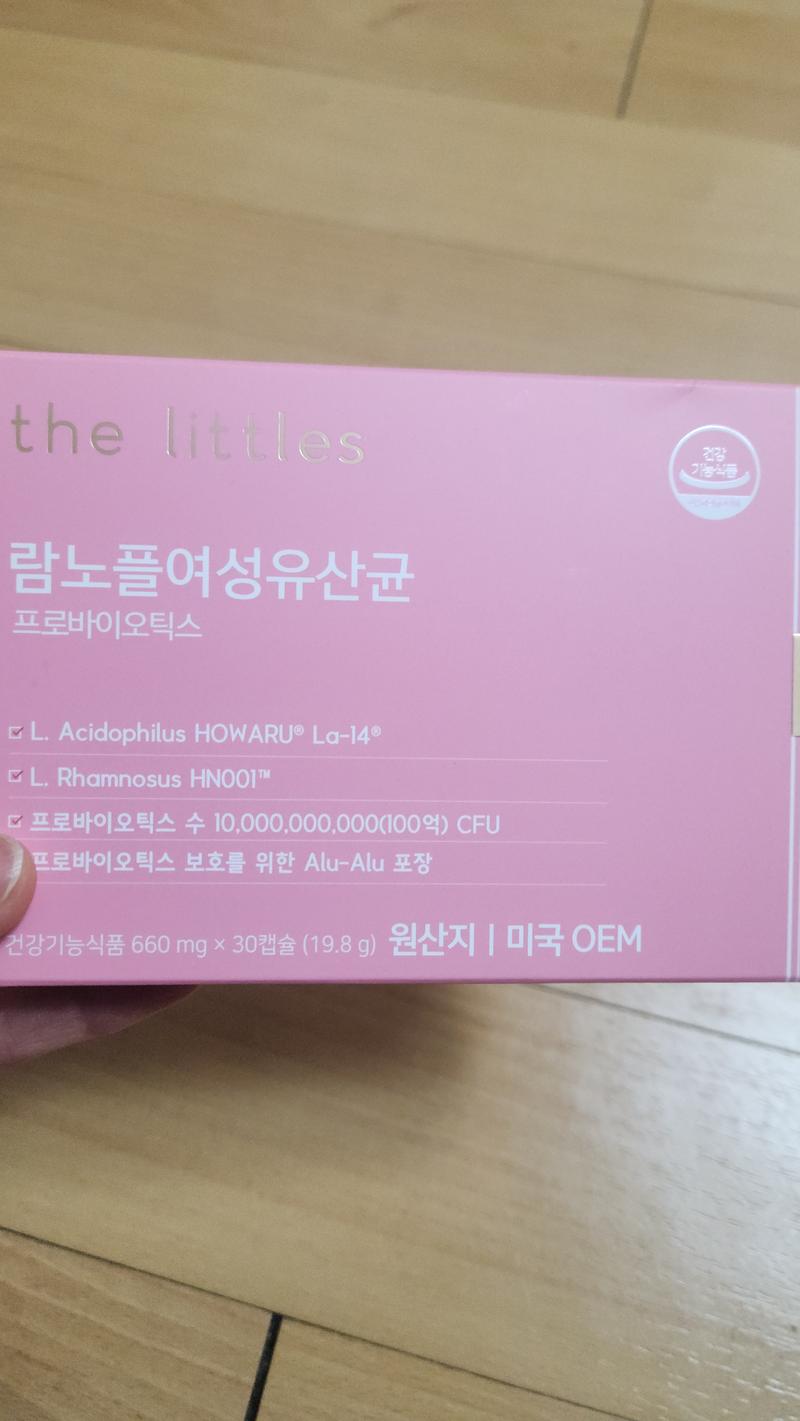 the littles
건강
기능식품
람노플여성유산균
프로바이오틱스
L. Acidophilus HOWARU® La-14®
L. Rhamnosus HN001™
프로바이오틱스 수 10,000,000,000(100억) CFU
프로바이오틱스 보호를 위한 Alu-Alu 포장
건강기능식품 660 mg × 30캡슐 (19.8 g) 원산지 | 미국 OEM